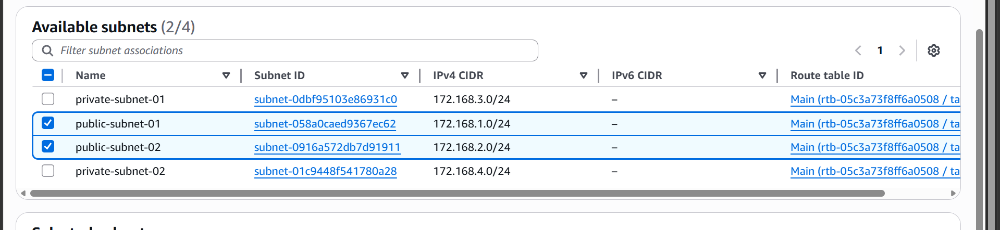 Available subnets (2/4)
Filter subnet associations
1
Name Subnet ID IPv4 CIDR IPv6 CIDR Route table ID
private-subnet-01 subnet-0dbf95103e86931c0 172.168.3.0/24 – Main (rtb-05c3a73f8ff6a0508 / ta
public-subnet-01 subnet-058a0caed9367ec62 172.168.1.0/24 – Main (rtb-05c3a73f8ff6a0508 / ta
public-subnet-02 subnet-0916a572db7d91911 172.168.2.0/24 – Main (rtb-05c3a73f8ff6a0508 / ta
private-subnet-02 subnet-01c9448f541780a28 172.168.4.0/24 – Main (rtb-05c3a73f8ff6a0508 / ta